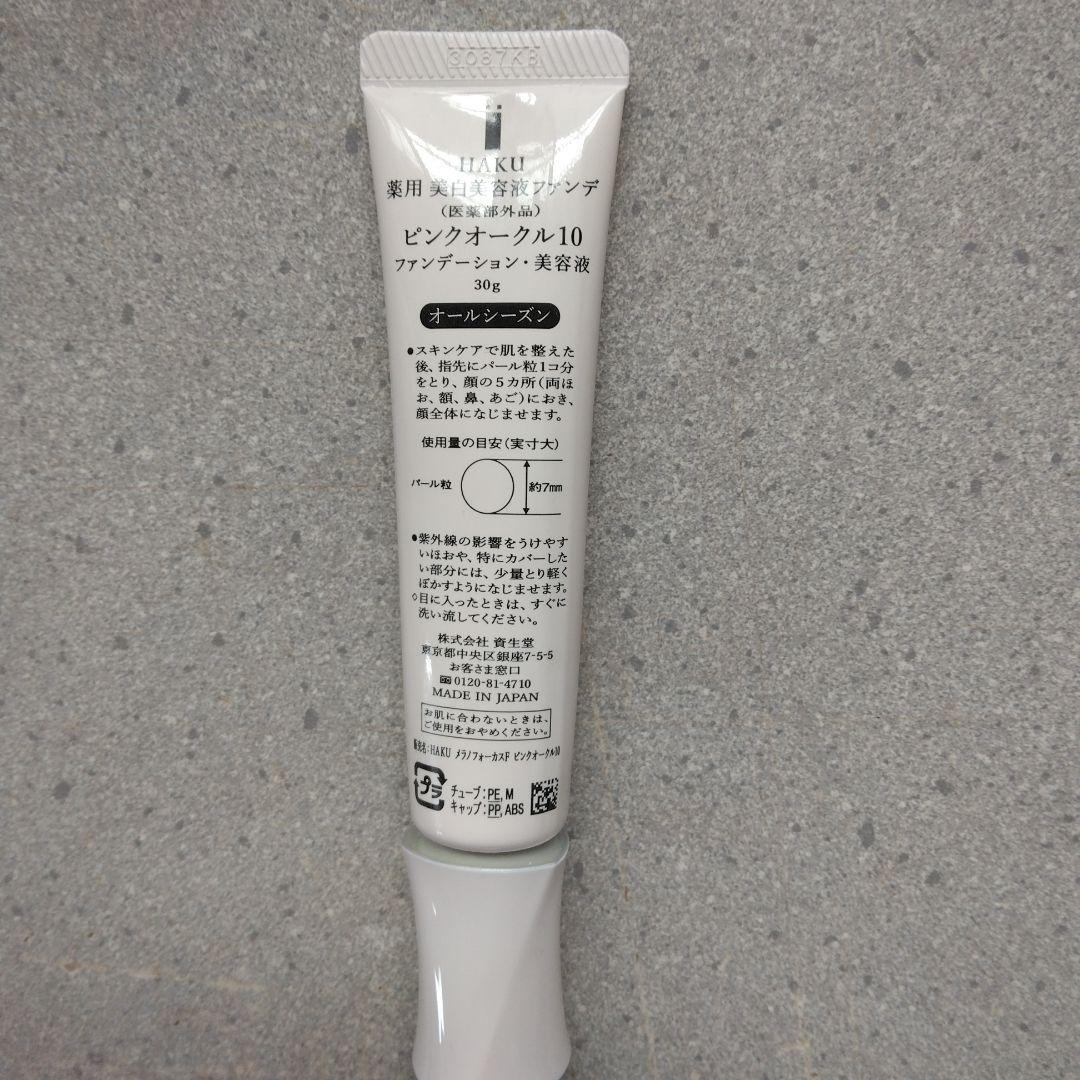 3087KB
HAKU
薬用 美白美容液ファンデ
（医薬部外品）
ピンクオークル10
ファンデーション・美容液
30g
オールシーズン
●スキンケアで肌を整えた
後、指先にパール粒1コ分
をとり、顔の5カ所（両ほ
お、額、鼻、あご）におき、
顔全体になじませます。
使用量の目安（実寸大）
パール粒
約7mm
●紫外線の影響をうけやす
いほおや、特にカバーした
い部分には、少量とり軽く
ぼかすようになじませます。
◇目に入ったときは、すぐに
洗い流してください。
株式会社 資生堂
東京都中央区銀座7-5-5
お客さま窓口
0120-81-4710
MADE IN JAPAN
お肌に合わないときは、
ご使用をおやめください。
販売名：HAKU メラノフォーカスF ピンクオークル10
プラ
チューブ：PE, M
キャップ：PP, ABS